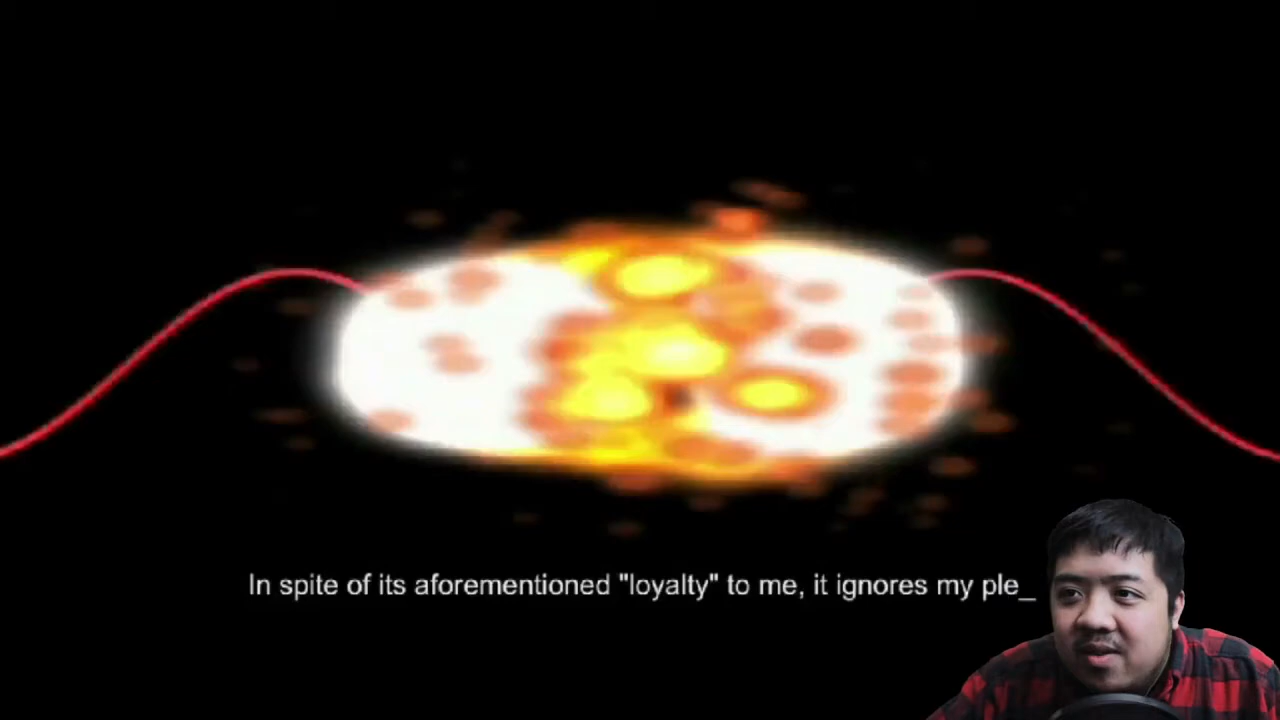 In spite of its aforementioned "loyalty" to me, it ignores my ple_